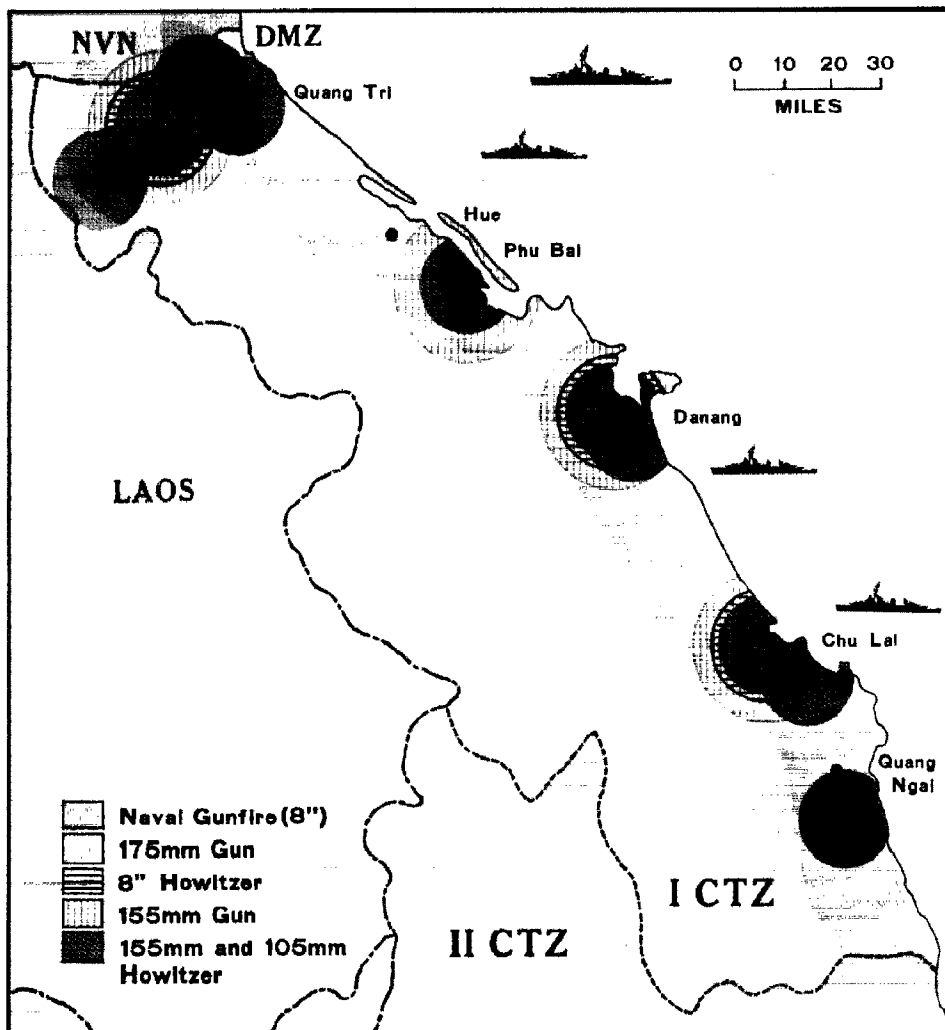 NVN
DMZ
0 10 20 30
MILES
Quang Tri
Hue
Phu Bai
Danang
LAOS
Chu Lai
Quang
Ngai
Naval Gunfire (8")
175mm Gun
8" Howitzer
155mm Gun
155mm and 105mm
Howitzer
I CTZ
II CTZ